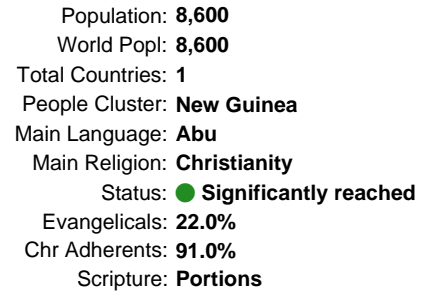 Population: 8,600
World Popl: 8,600
Total Countries: 1
People Cluster: New Guinea
Main Language: Abu
Main Religion: Christianity
Status: Significantly reached
Evangelicals: 22.0%
Chr Adherents: 91.0%
Scripture: Portions